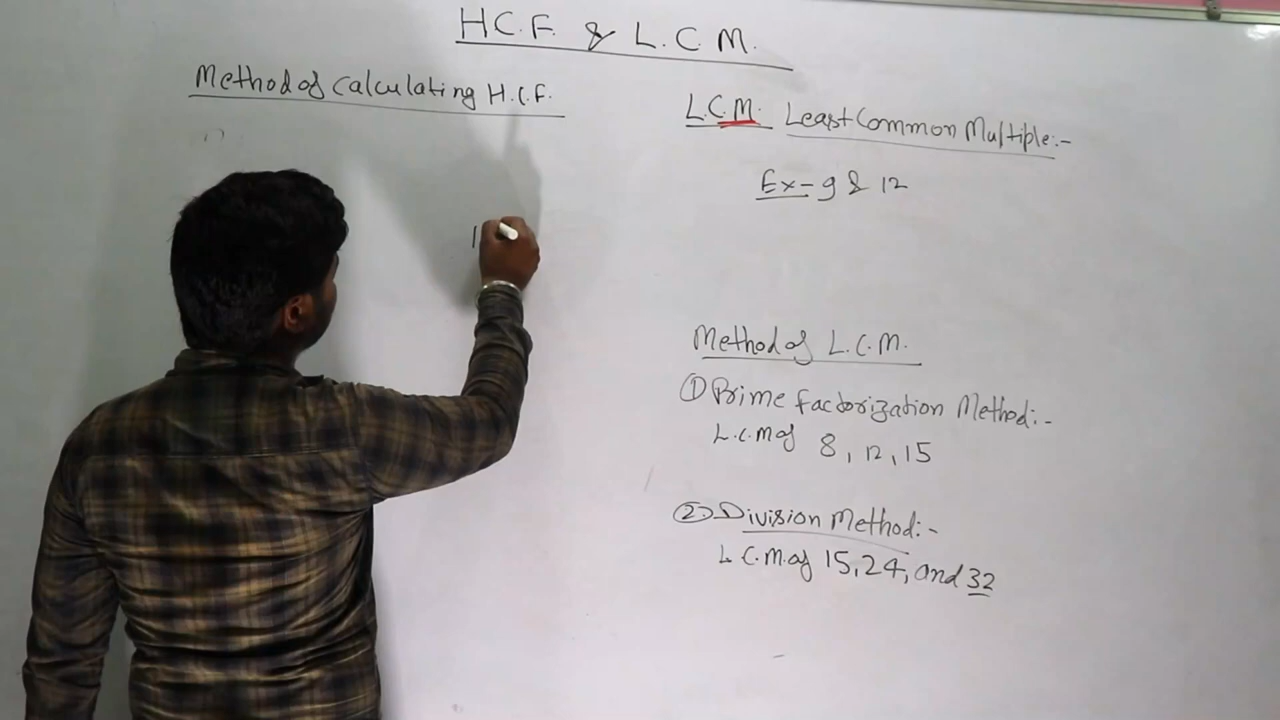 H.C.F. & L.C.M.
Method of Calculating H.C.F.
L.C.M. Least Common Multiple:-
Ex- 9 & 12
Method of L.C.M.
① Prime Factorization Method:-
L.C.M of 8, 12, 15
② Division Method:-
L.C.M. of 15, 24, and 32